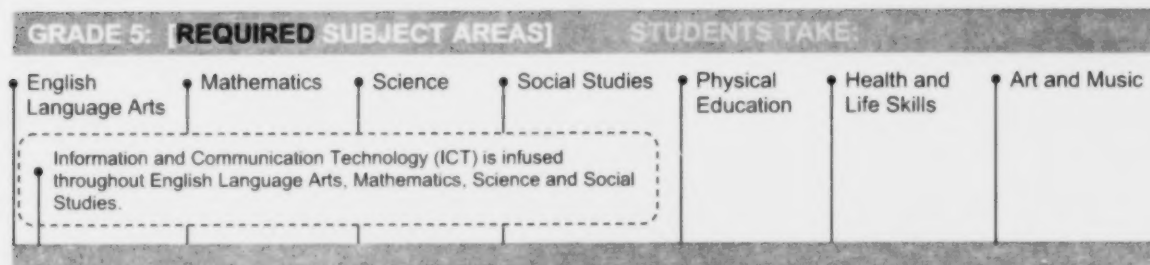 GRADE 5: [REQUIRED SUBJECT AREAS] STUDENTS TAKE:
English
Language Arts
Mathematics
Science
Social Studies
Physical
Education
Health and
Life Skills
Art and Music
Information and Communication Technology (ICT) is infused
throughout English Language Arts, Mathematics, Science and Social
Studies.